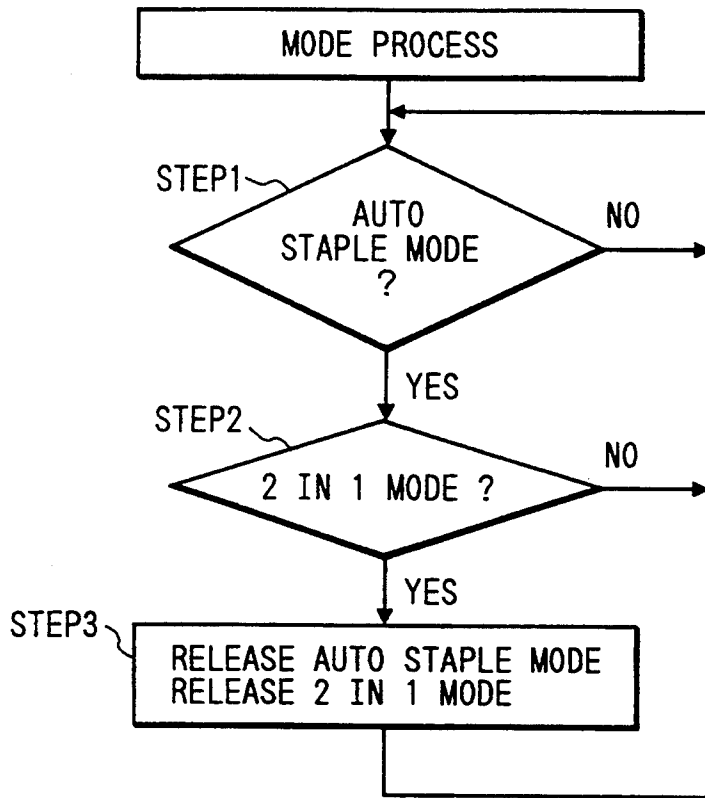 MODE PROCESS
STEP1
AUTO
STAPLE MODE
?
NO
YES
STEP2
2 IN 1 MODE ?
NO
YES
STEP3
RELEASE AUTO STAPLE MODE
RELEASE 2 IN 1 MODE